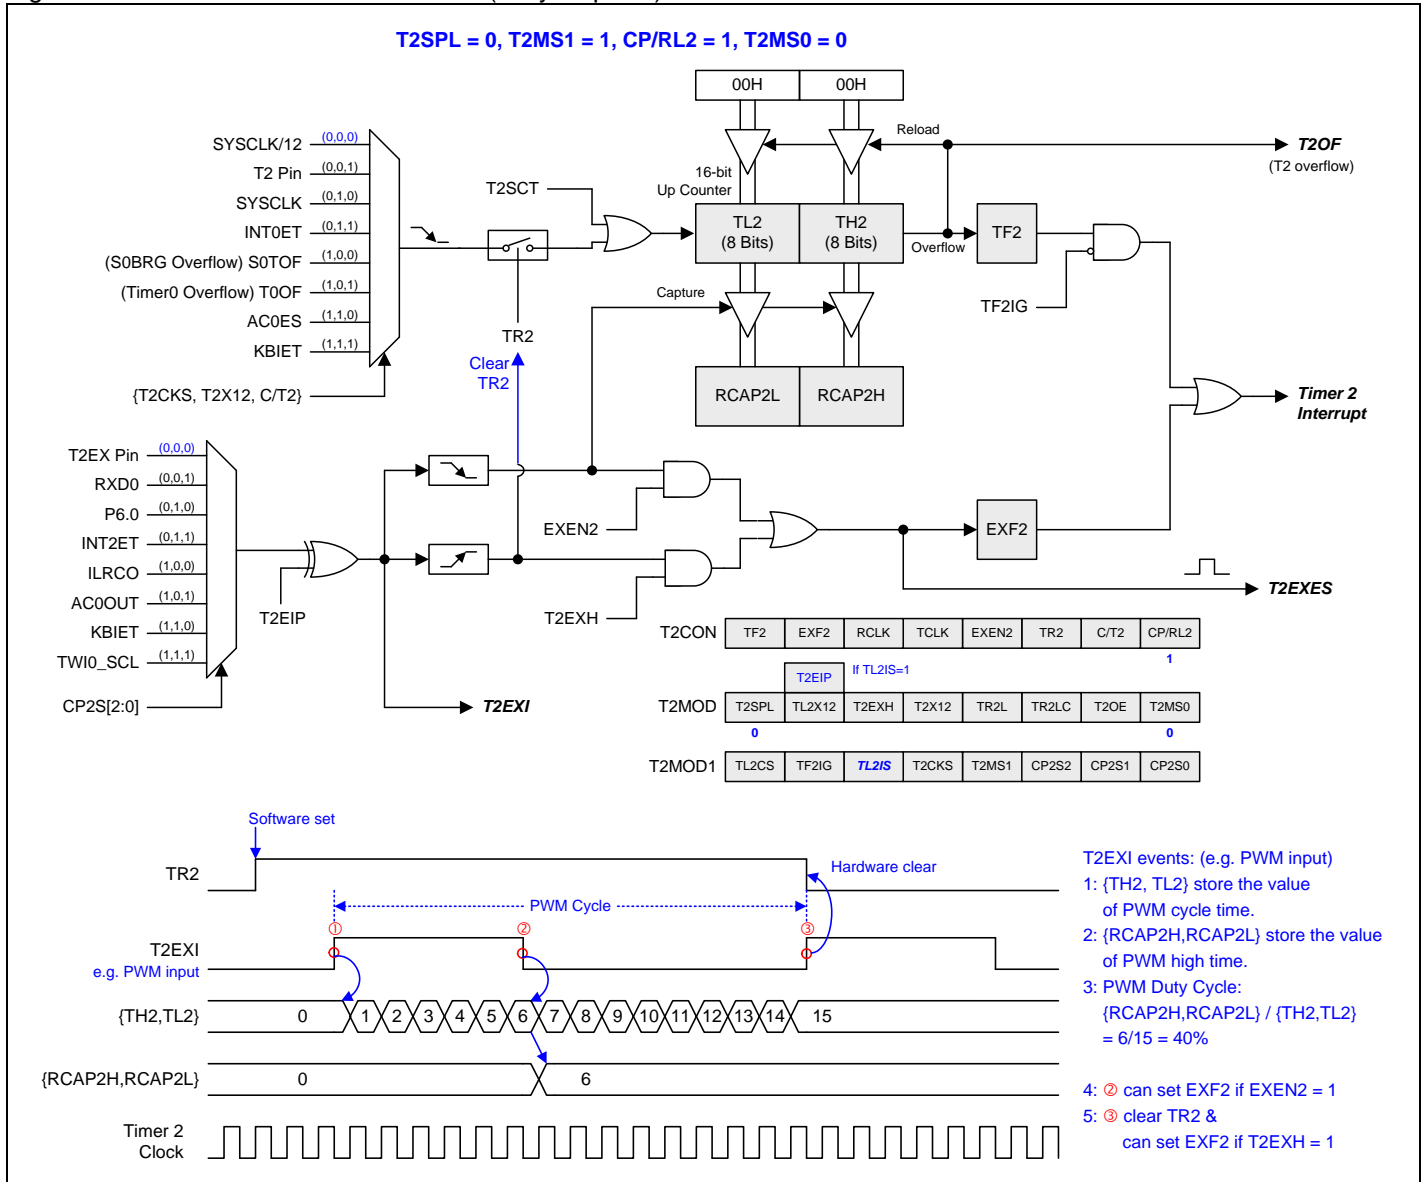 T2SPL = 0, T2MS1 = 1, CP/RL2 = 1, T2MS0 = 0
00H
00H
Reload
T2OF
(T2 overflow)
SYSCLK/12 (0,0,0)
T2 Pin (0,0,1)
SYSCLK (0,1,0)
INT0ET (0,1,1)
(S0BRG Overflow) S0TOF (1,0,0)
(Timer0 Overflow) T0OF (1,0,1)
AC0ES (1,1,0)
KBIET (1,1,1)
{T2CKS, T2X12, C/T2}
T2SCT
16-bit
Up Counter
TL2
(8 Bits)
TH2
(8 Bits)
Overflow
TF2
TF2IG
Capture
TR2
Clear
TR2
RCAP2L
RCAP2H
Timer 2
Interrupt
T2EX Pin (0,0,0)
RXD0 (0,0,1)
P6.0 (0,1,0)
INT2ET (0,1,1)
ILRCO (1,0,0)
AC0OUT (1,0,1)
KBIET (1,1,0)
TWI0_SCL (1,1,1)
CP2S[2:0]
T2EIP
EXEN2
T2EXH
EXF2
T2EXES
T2EXI
T2CON TF2 EXF2 RCLK TCLK EXEN2 TR2 C/T2 CP/RL2
1
T2EIP If TL2IS=1
T2MOD T2SPL TL2X12 T2EXH T2X12 TR2L TR2LC T2OE T2MS0
0 0
T2MOD1 TL2CS TF2IG TL2IS T2CKS T2MS1 CP2S2 CP2S1 CP2S0
Software set
TR2
Hardware clear
PWM Cycle
① ② ③
T2EXI
e.g. PWM input
{TH2,TL2} 0 1 2 3 4 5 6 7 8 9 10 11 12 13 14 15
{RCAP2H,RCAP2L} 0 6
Timer 2
Clock
T2EXI events: (e.g. PWM input)
1: {TH2, TL2} store the value
of PWM cycle time.
2: {RCAP2H,RCAP2L} store the value
of PWM high time.
3: PWM Duty Cycle:
{RCAP2H,RCAP2L} / {TH2,TL2}
= 6/15 = 40%
4: ② can set EXF2 if EXEN2 = 1
5: ③ clear TR2 &
can set EXF2 if T2EXH = 1